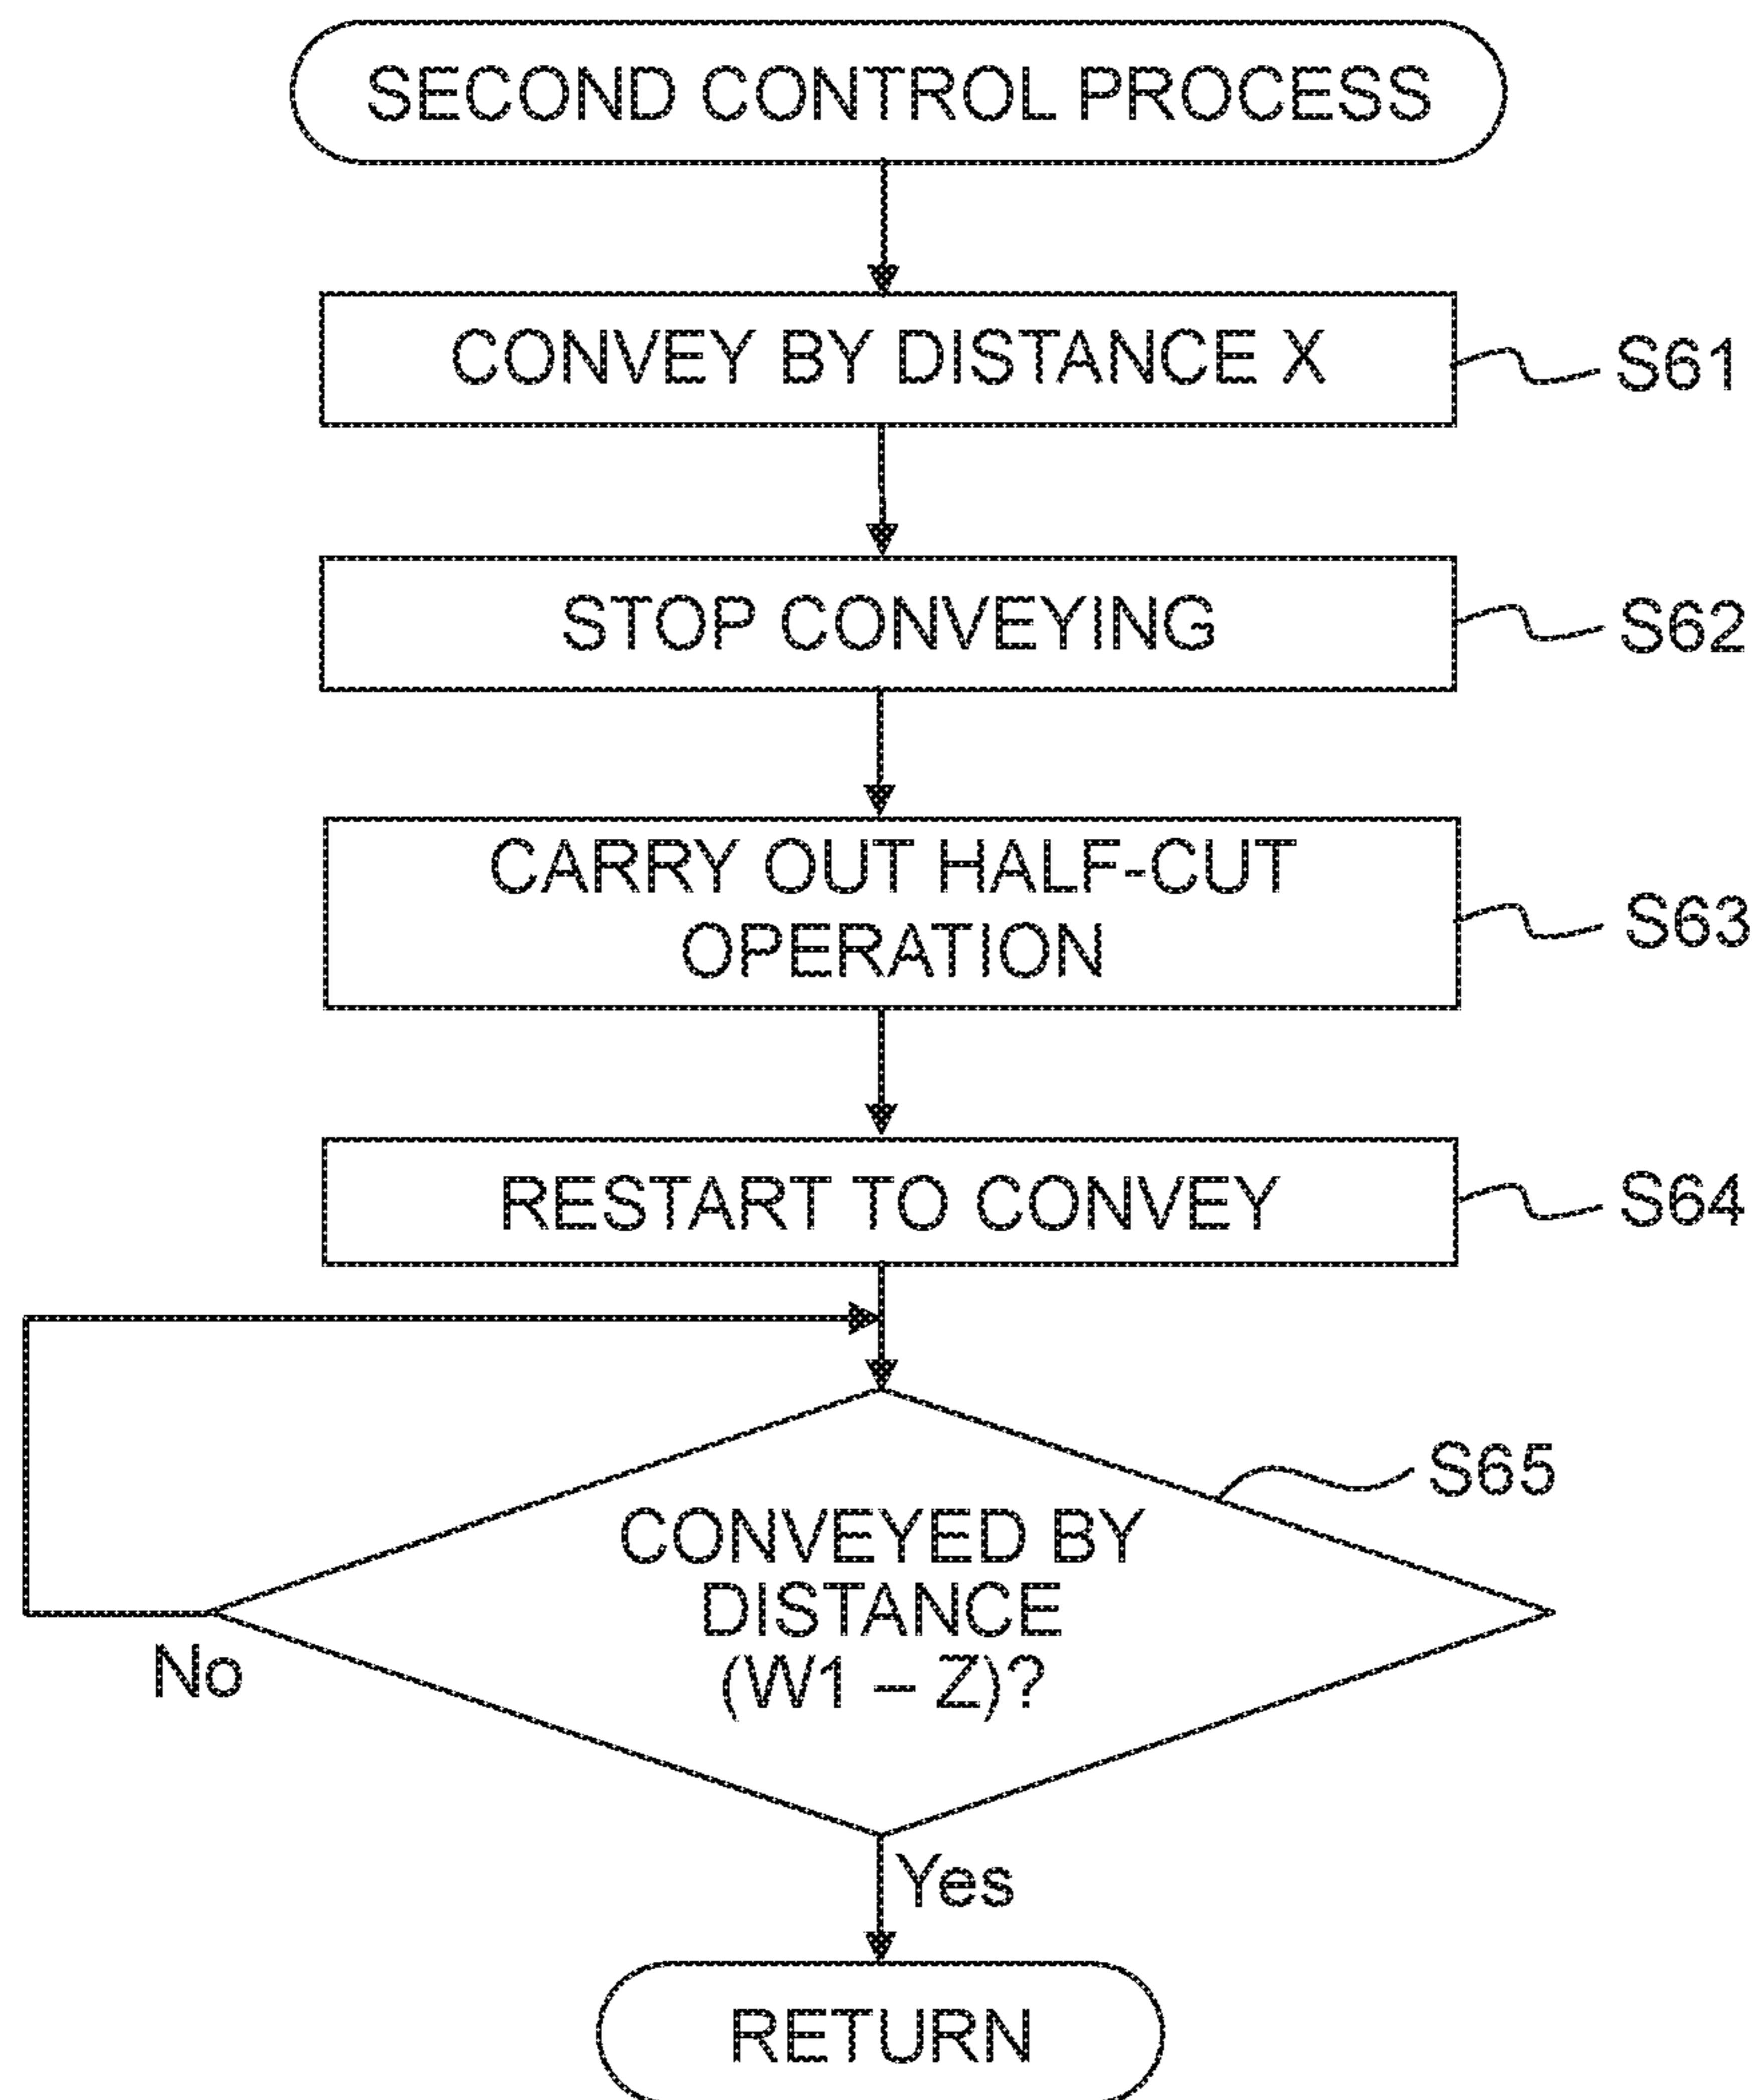 SECOND CONTROL PROCESS
CONVEY BY DISTANCE X
S61
STOP CONVEYING
S62
CARRY OUT HALF-CUT
OPERATION
S63
RESTART TO CONVEY
S64
S65
CONVEYED BY
DISTANCE
(W1 – Z)?
No
Yes
RETURN